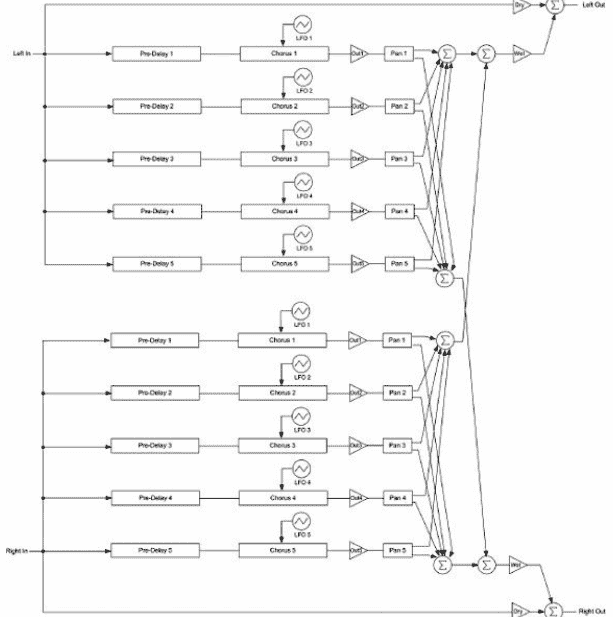 Dry Σ Left Out
LFO 1
Left In Pre-Delay 1 Chorus 1 Out1 Pan 1 Σ Σ Wet
LFO 2
Pre-Delay 2 Chorus 2 Out2 Pan 2
LFO 3
Pre-Delay 3 Chorus 3 Out3 Pan 3
LFO 4
Pre-Delay 4 Chorus 4 Out4 Pan 4
LFO 5
Pre-Delay 5 Chorus 5 Out5 Pan 5
Σ
LFO 1
Pre-Delay 1 Chorus 1 Out1 Pan 1 Σ
LFO 2
Pre-Delay 2 Chorus 2 Out2 Pan 2
LFO 3
Pre-Delay 3 Chorus 3 Out3 Pan 3
LFO 4
Pre-Delay 4 Chorus 4 Out4 Pan 4
LFO 5
Right In Pre-Delay 5 Chorus 5 Out5 Pan 5
Σ Σ Wet
Dry Σ Right Out